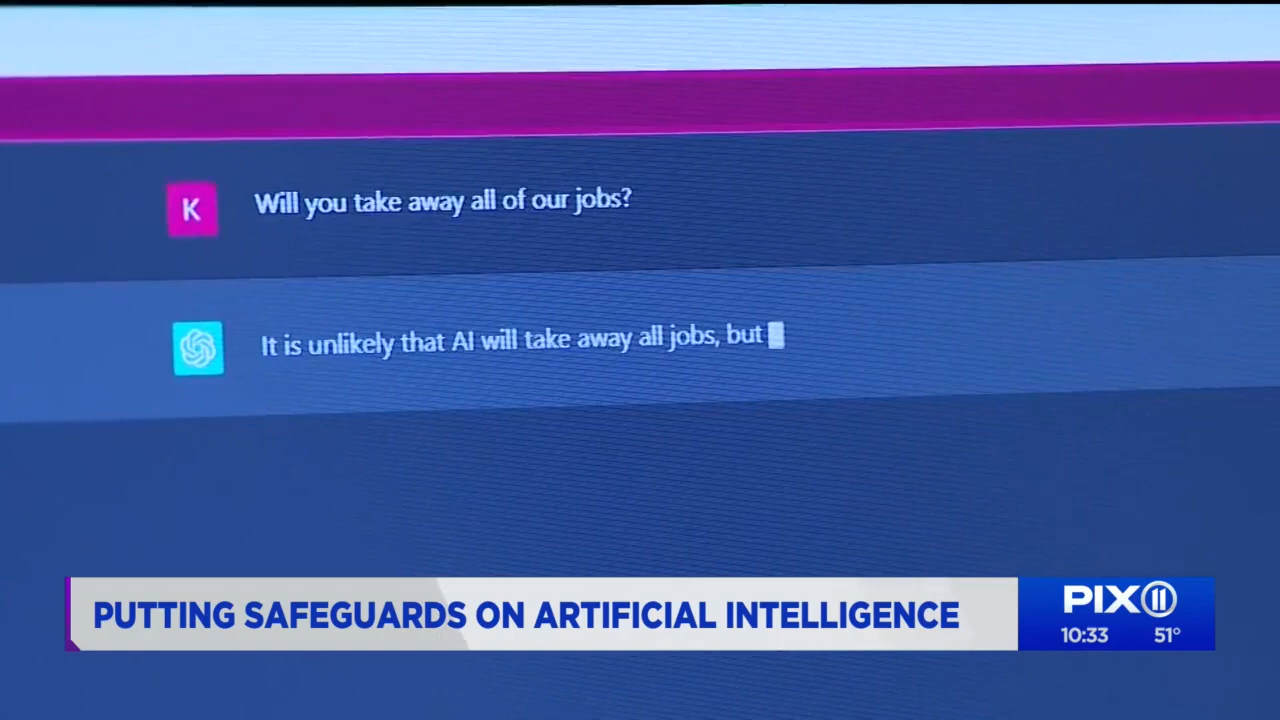 K
Will you take away all of our jobs?
It is unlikely that AI will take away all jobs, but
PUTTING SAFEGUARDS ON ARTIFICIAL INTELLIGENCE
PIX11
10:33 51°